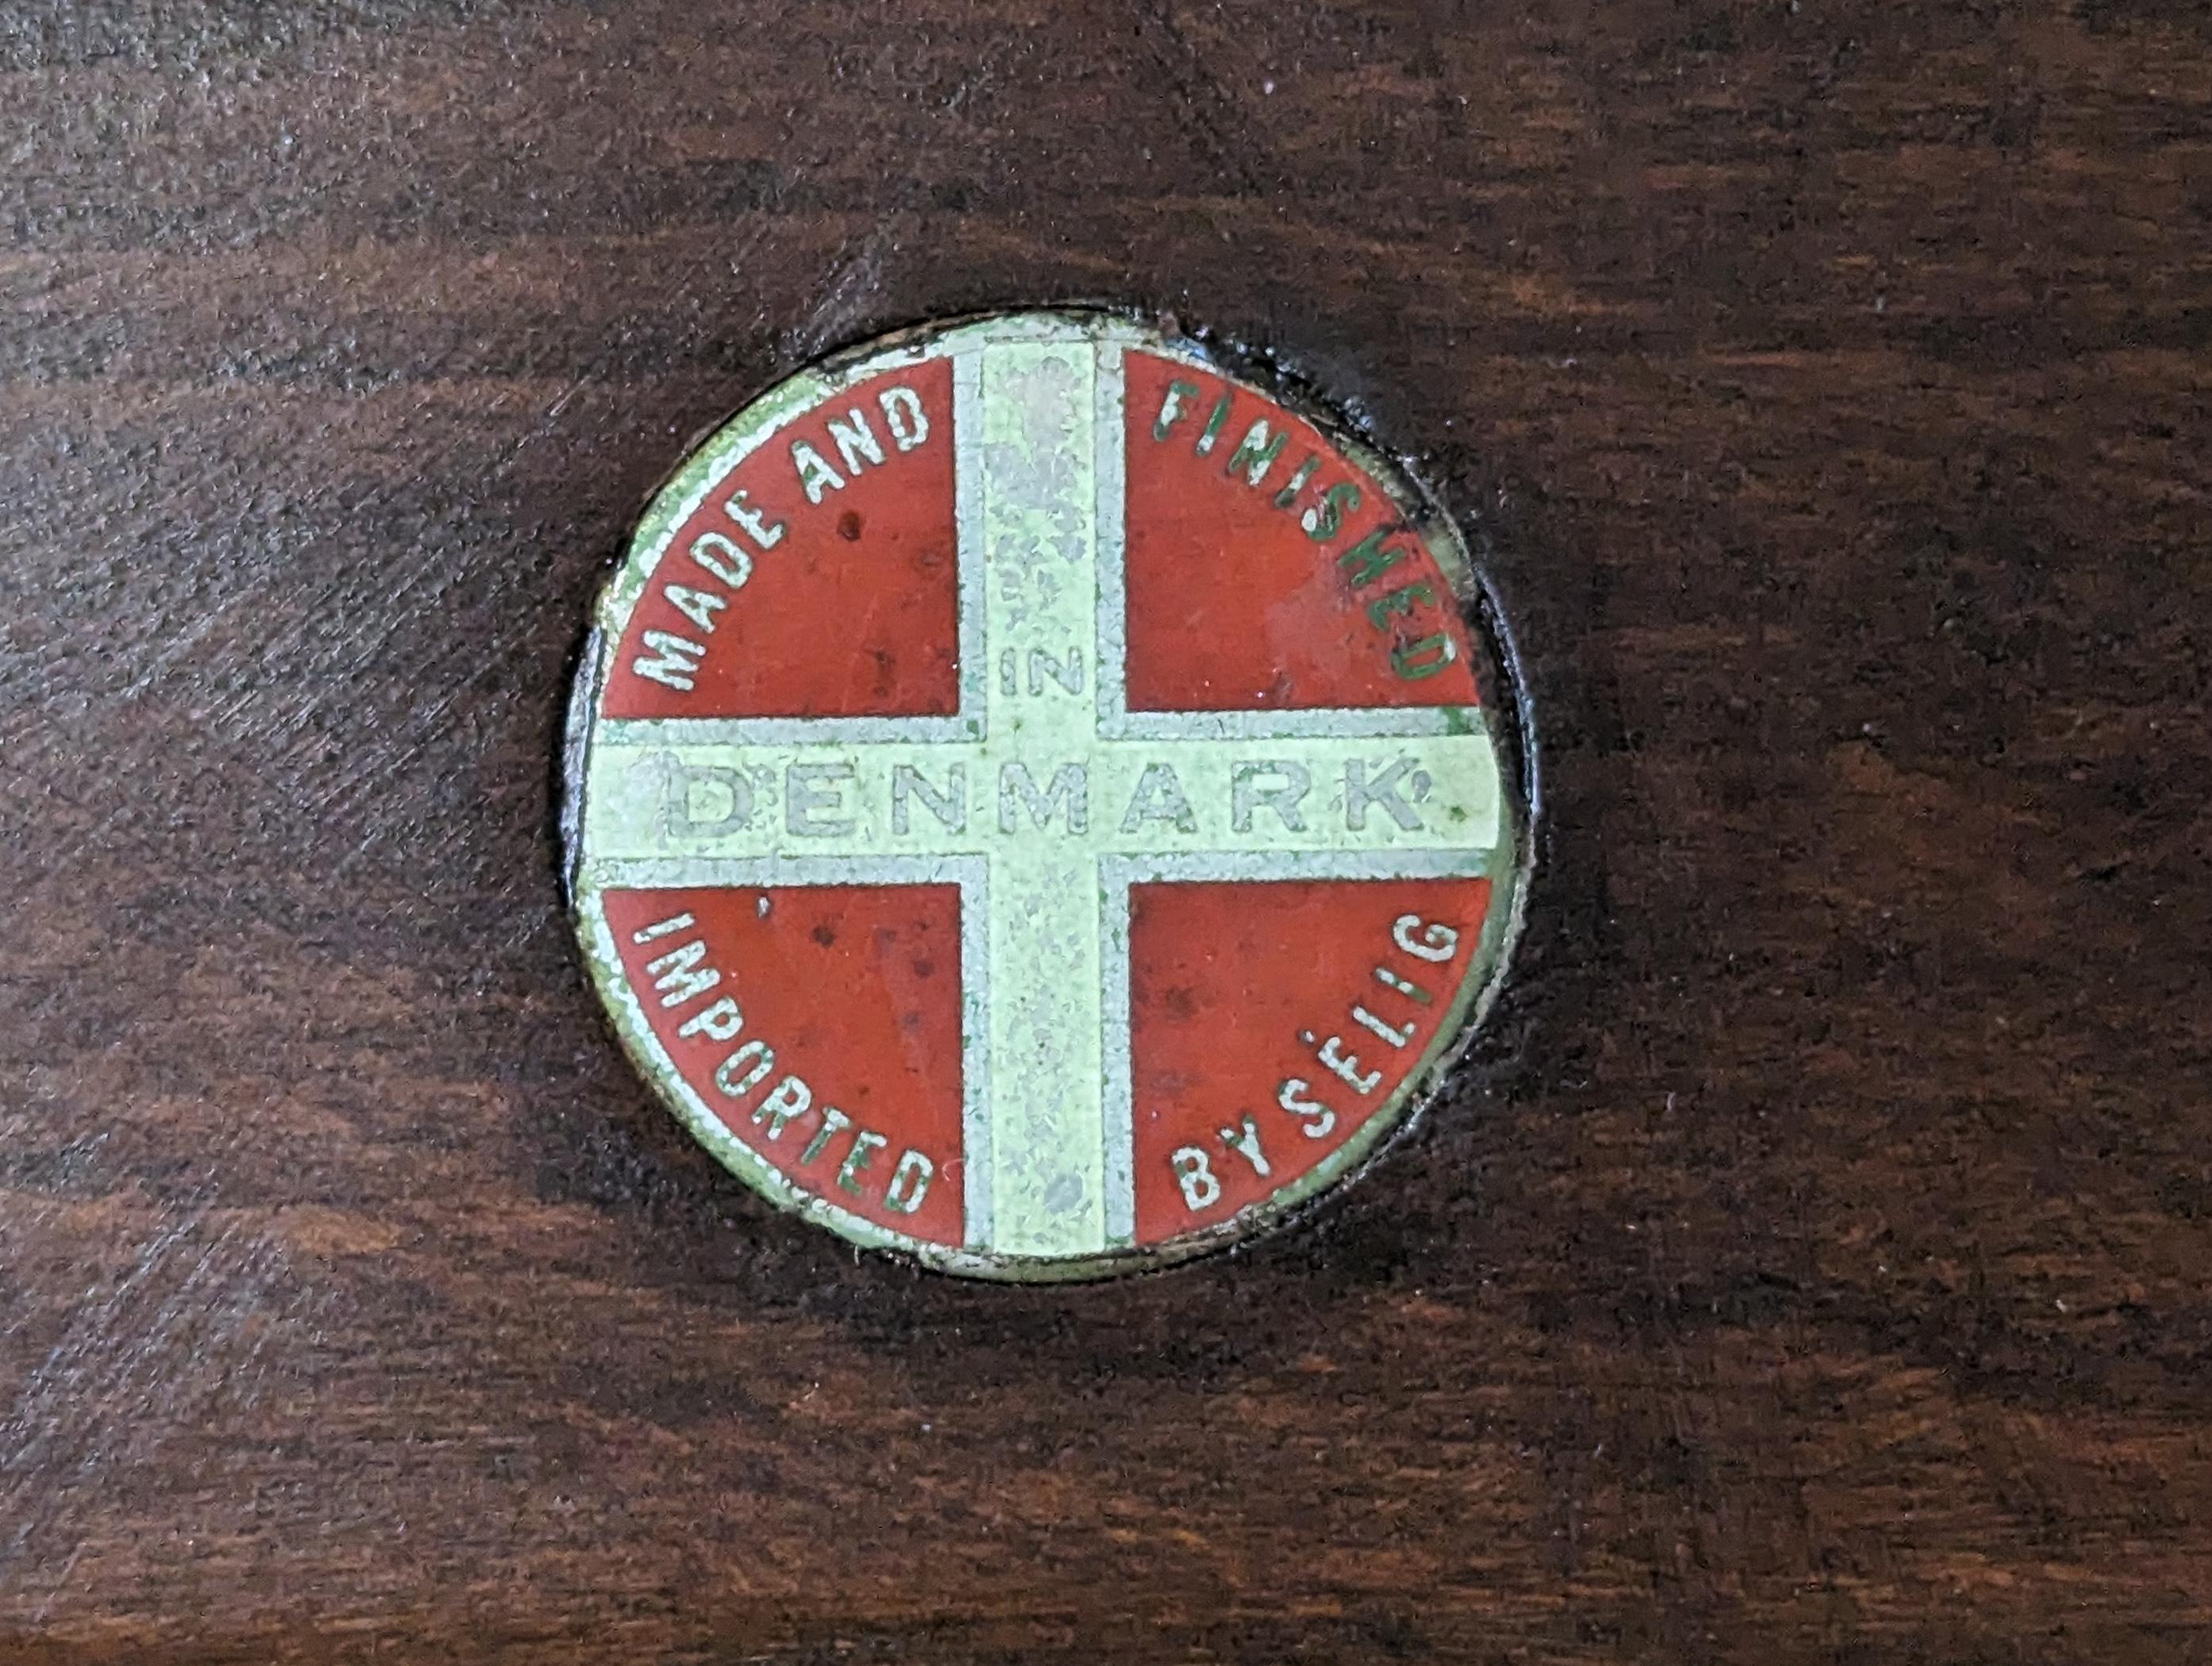 MADE AND
FINISHED
IN
DENMARK
IMPORTED
BY SELIG